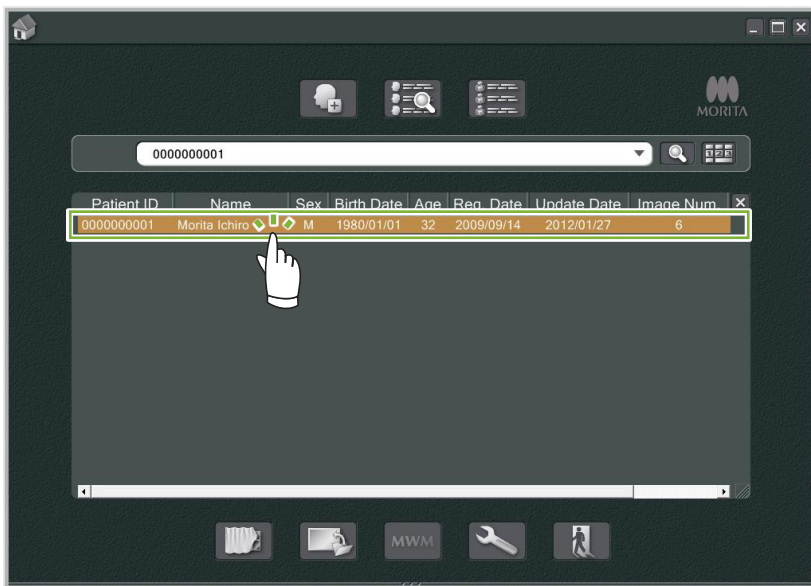 MORITA
0000000001
123
Patient ID Name Sex Birth Date Age Reg. Date Update Date Image Num.
0000000001 Morita Ichiro M 1980/01/01 32 2009/09/14 2012/01/27 6
MWM